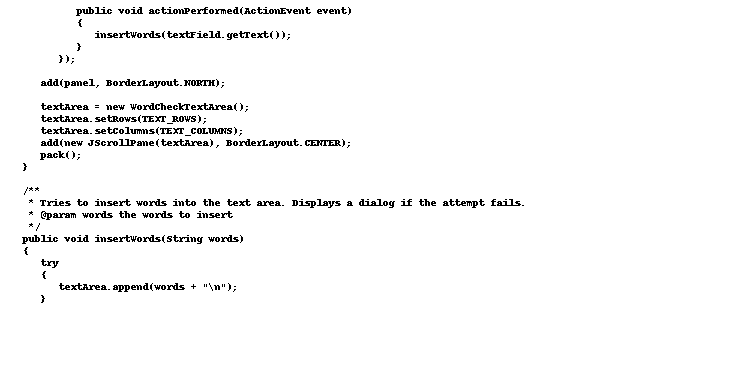 public void actionPerformed(ActionEvent event)
{
insertWords(textField.getText());
}
});
add(panel, BorderLayout.NORTH);
textArea = new WordCheckTextArea();
textArea.setRows(TEXT_ROWS);
textArea.setColumns(TEXT_COLUMNS);
add(new JScrollPane(textArea), BorderLayout.CENTER);
pack();
}
/**
* Tries to insert words into the text area. Displays a dialog if the attempt fails.
* @param words the words to insert
*/
public void insertWords(String words)
{
try
{
textArea.append(words + "\n");
}